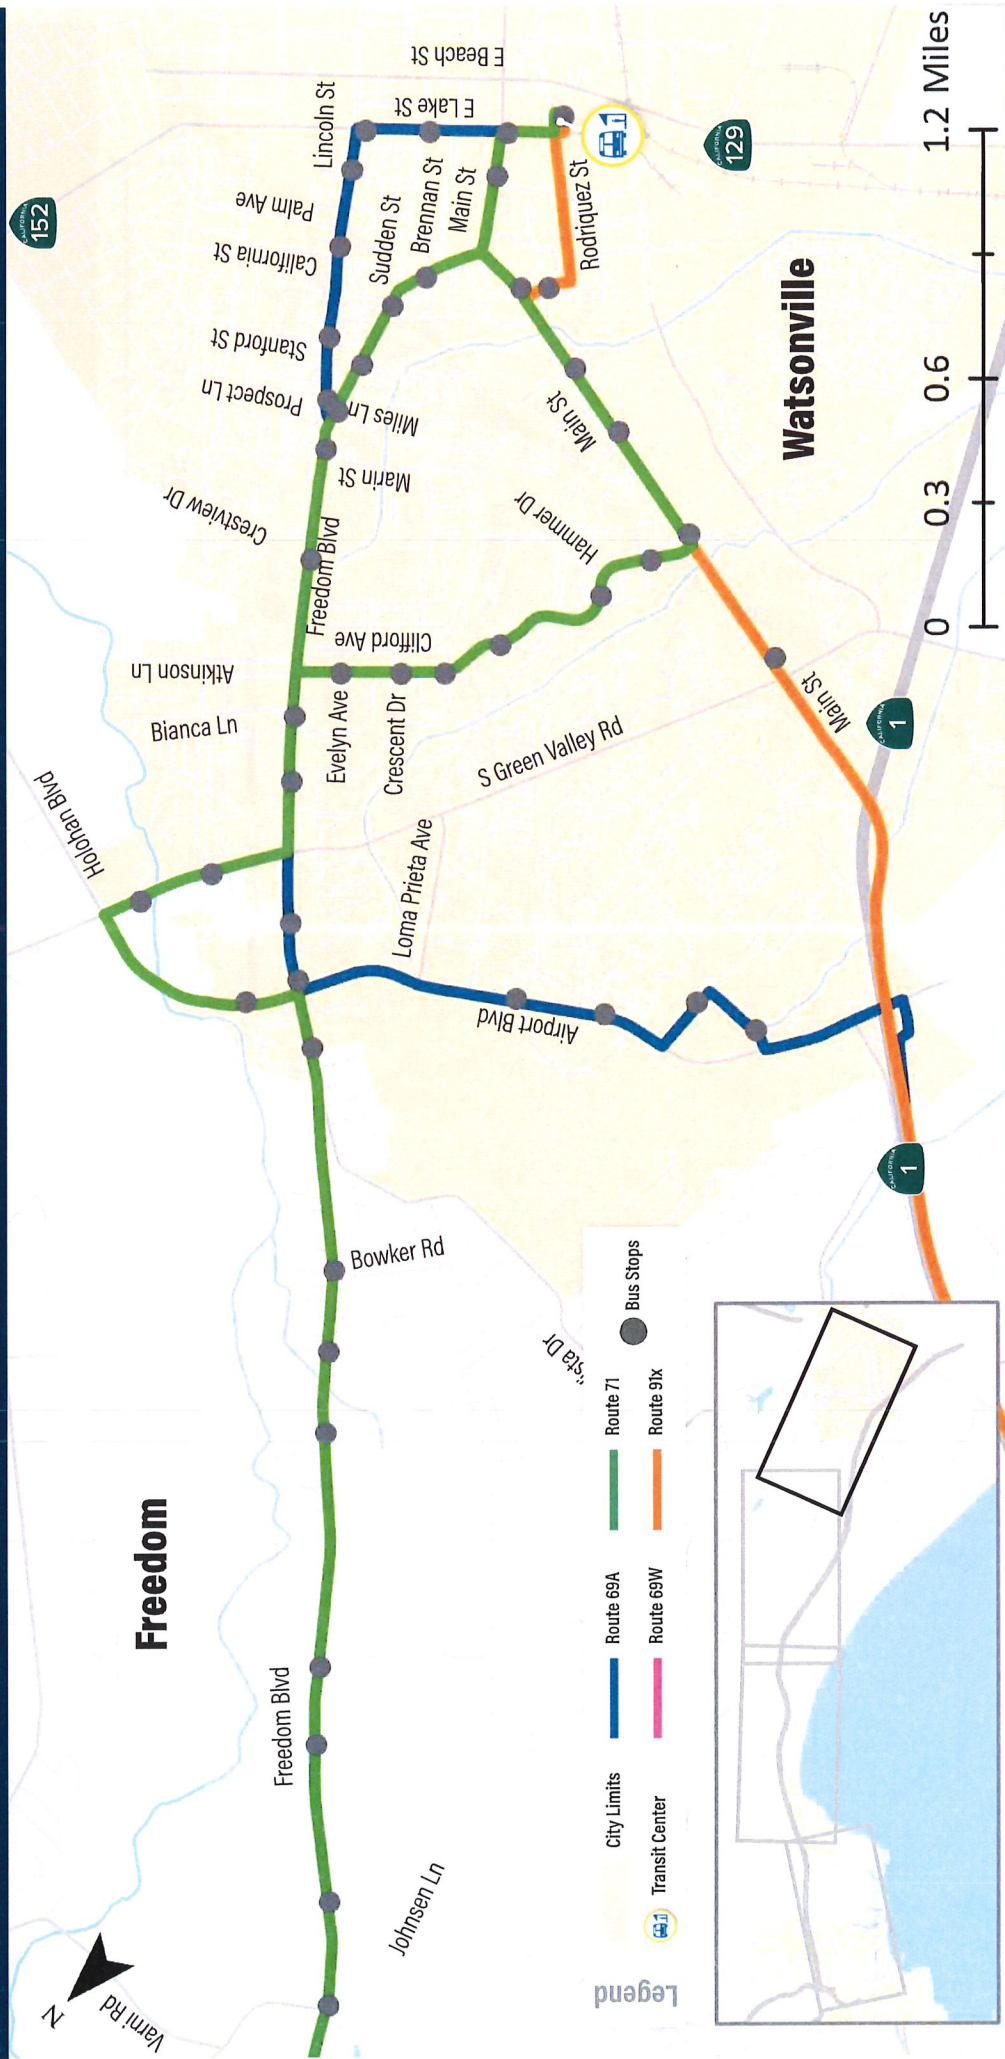 Freedom
Watsonville
N
Varni Rd
Johnsen Ln
Freedom Blvd
Bowker Rd
Holohan Blvd
Loma Prieta Ave
Airport Blvd
S Green Valley Rd
Bianca Ln
Atkinson Ln
Evelyn Ave
Crescent Dr
Clifford Ave
Freedom Blvd
Crestview Dr
Hammer Dr
Marin St
Miles Ln
Prospect Ln
Stanford St
California St
Palm Ave
Lincoln St
Sudden St
Brennan St
Main St
E Lake St
E Beach St
Rodriquez St
Main St
Main St
CALIFORNIA
152
CALIFORNIA
129
CALIFORNIA
1
CALIFORNIA
1
0
0.3
0.6
1.2 Miles
Legend
City Limits
Transit Center
Route 69A
Route 69W
Route 71
Route 91x
Bus Stops